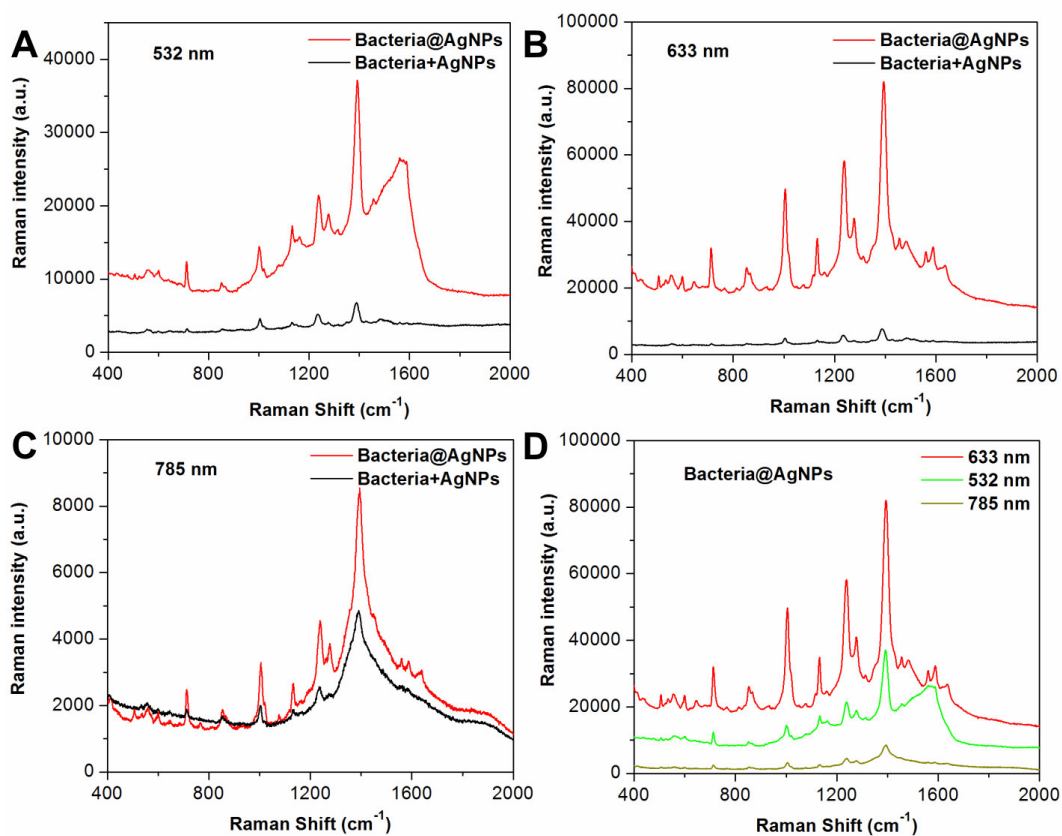 A
532 nm
Bacteria@AgNPs
Bacteria+AgNPs
Raman intensity (a.u.)
40000
30000
20000
10000
0
400 800 1200 1600 2000
Raman Shift (cm⁻¹)
B
633 nm
Bacteria@AgNPs
Bacteria+AgNPs
Raman intensity (a.u.)
100000
80000
60000
40000
20000
0
400 800 1200 1600 2000
Raman Shift (cm⁻¹)
C
785 nm
Bacteria@AgNPs
Bacteria+AgNPs
Raman intensity (a.u.)
10000
8000
6000
4000
2000
0
400 800 1200 1600 2000
Raman Shift (cm⁻¹)
D
Bacteria@AgNPs
633 nm
532 nm
785 nm
Raman intensity (a.u.)
100000
80000
60000
40000
20000
0
400 800 1200 1600 2000
Raman Shift (cm⁻¹)